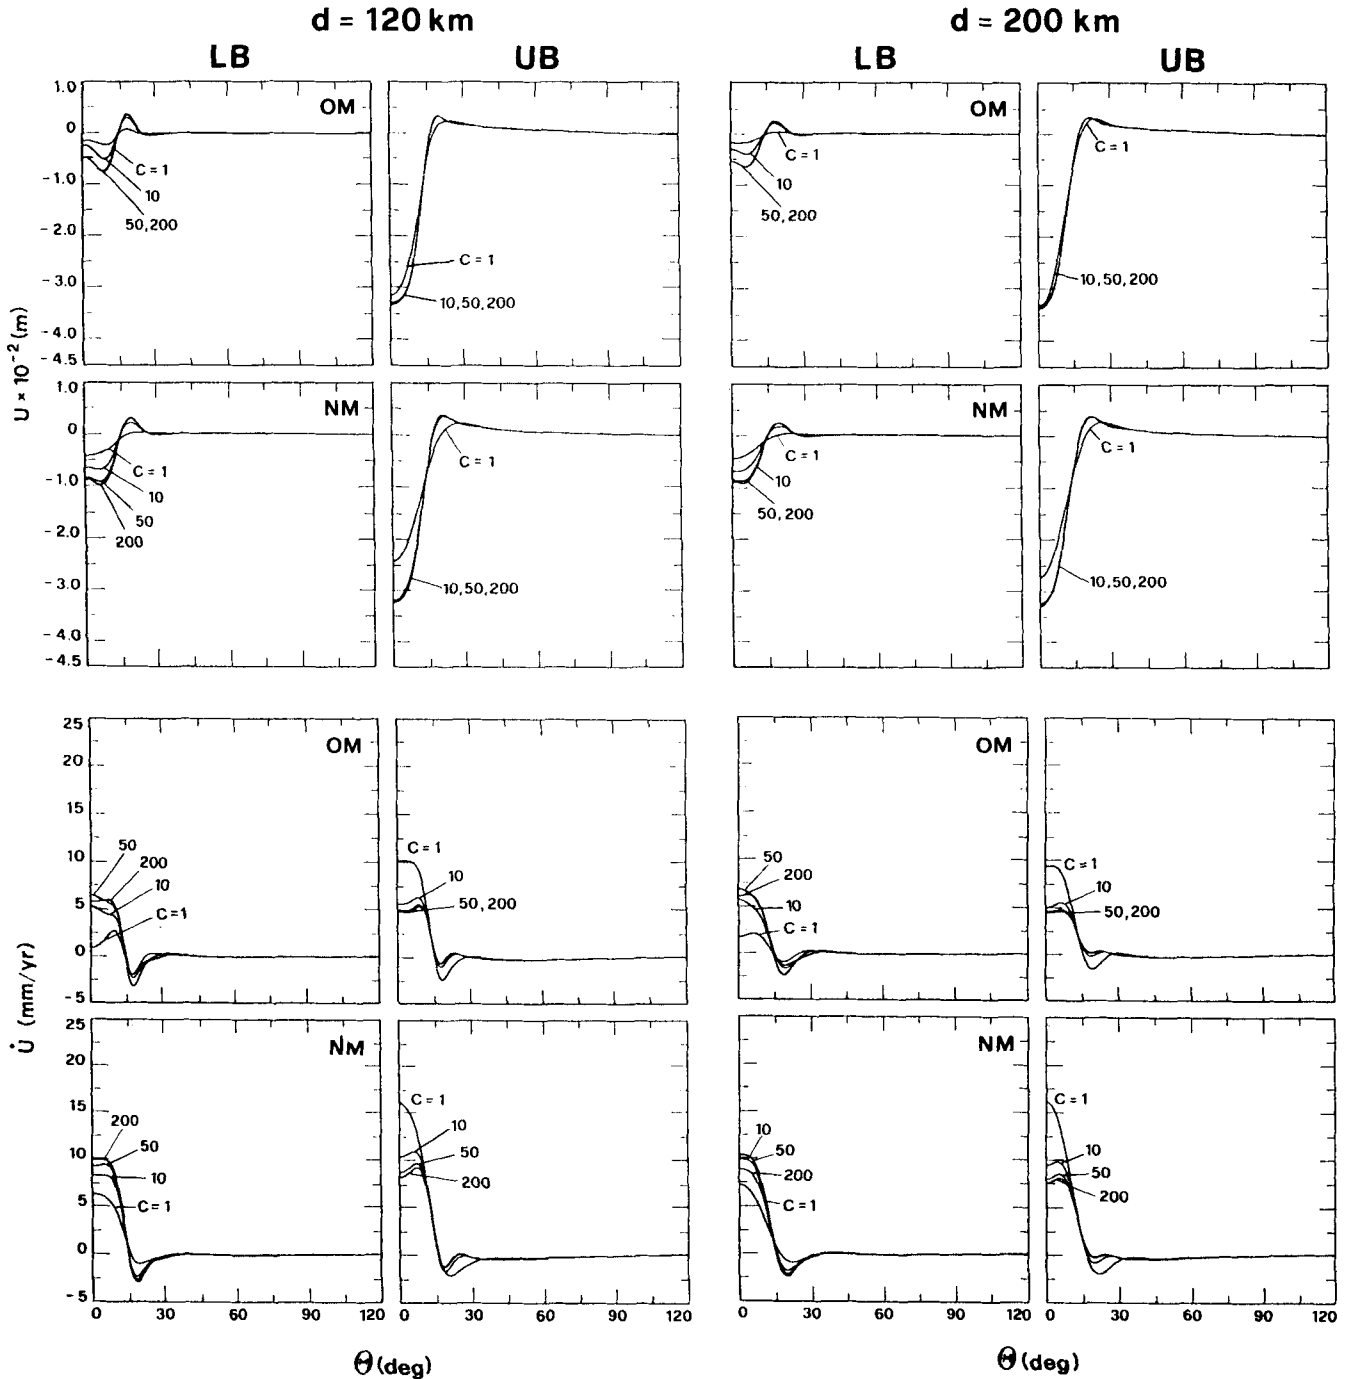 d = 120 km
d = 200 km
LB
UB
LB
UB
U × 10⁻² (m)
1.0
0
-1.0
-2.0
-3.0
-4.0
-4.5
OM
C = 1
10
50,200
C = 1
10,50,200
OM
C = 1
10
50,200
C = 1
10,50,200
1.0
0
-1.0
-2.0
-3.0
-4.0
-4.5
NM
C = 1
10
50
200
C = 1
10,50,200
NM
C = 1
10
50,200
C = 1
10,50,200
U̇ (mm/yr)
25
20
15
10
5
0
-5
OM
50
200
10
C=1
C = 1
10
50,200
OM
50
200
10
C = 1
C = 1
10
50,200
25
20
15
10
5
0
-5
NM
200
50
10
C = 1
C = 1
10
50
200
NM
10
50
200
C = 1
C = 1
10
50
200
0 30 60 90 120
0 30 60 90 120
0 30 60 90 120
0 30 60 90 120
Θ (deg)
Θ (deg)